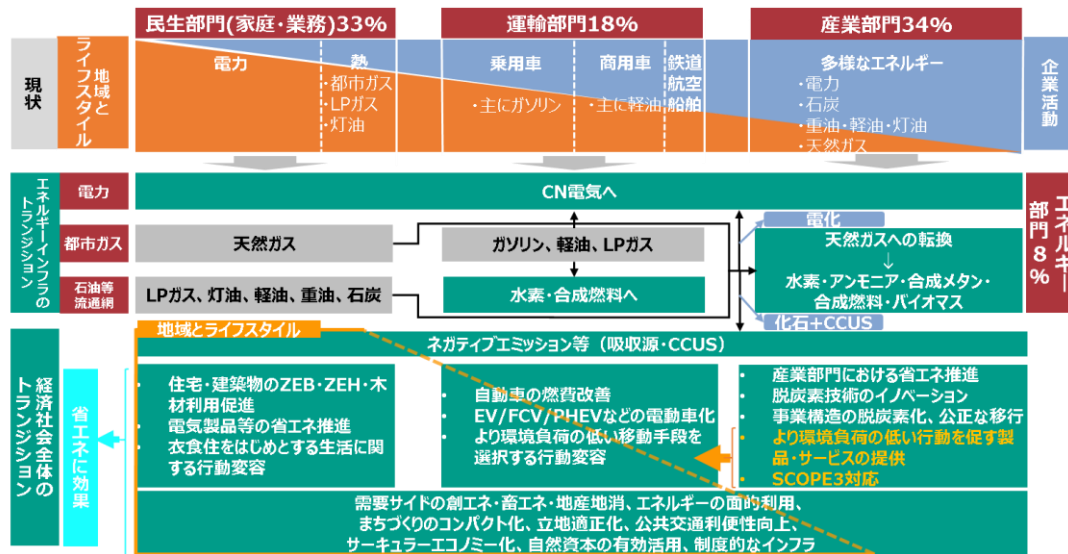 民生部門(家庭・業務)33%
運輸部門18%
産業部門34%
現状
地域と
ライフスタイル
電力
熱
・都市ガス
・LPガス
・灯油
乗用車
・主にガソリン
商用車
・主に軽油
鉄道
航空
船舶
多様なエネルギー
・電力
・石炭
・重油・軽油・灯油
・天然ガス
企業活動
エネルギーインフラの
トランジション
電力
CN電気へ
エネルギー
部門8%
都市ガス
天然ガス
ガソリン、軽油、LPガス
電化
天然ガスへの転換
↓
水素・アンモニア・合成メタン・
合成燃料・バイオマス
石油等
流通網
LPガス、灯油、軽油、重油、石炭
水素・合成燃料へ
化石+CCUS
経済社会全体の
トランジション
地域とライフスタイル
ネガティブエミッション等（吸収源・CCUS）
省エネに効果
• 住宅・建築物のZEB・ZEH・木
材利用促進
• 電気製品等の省エネ推進
• 衣食住をはじめとする生活に関
する行動変容
• 自動車の燃費改善
• EV/FCV/PHEVなどの電動車化
• より環境負荷の低い移動手段を
選択する行動変容
• 産業部門における省エネ推進
• 脱炭素技術のイノベーション
• 事業構造の脱炭素化、公正な移行
• より環境負荷の低い行動を促す製
品・サービスの提供
• SCOPE3対応
需要サイドの創エネ・畜エネ・地産地消、エネルギーの面的利用、
まちづくりのコンパクト化、立地適正化、公共交通利便性向上、
サーキュラーエコノミー化、自然資本の有効活用、制度的なインフラ